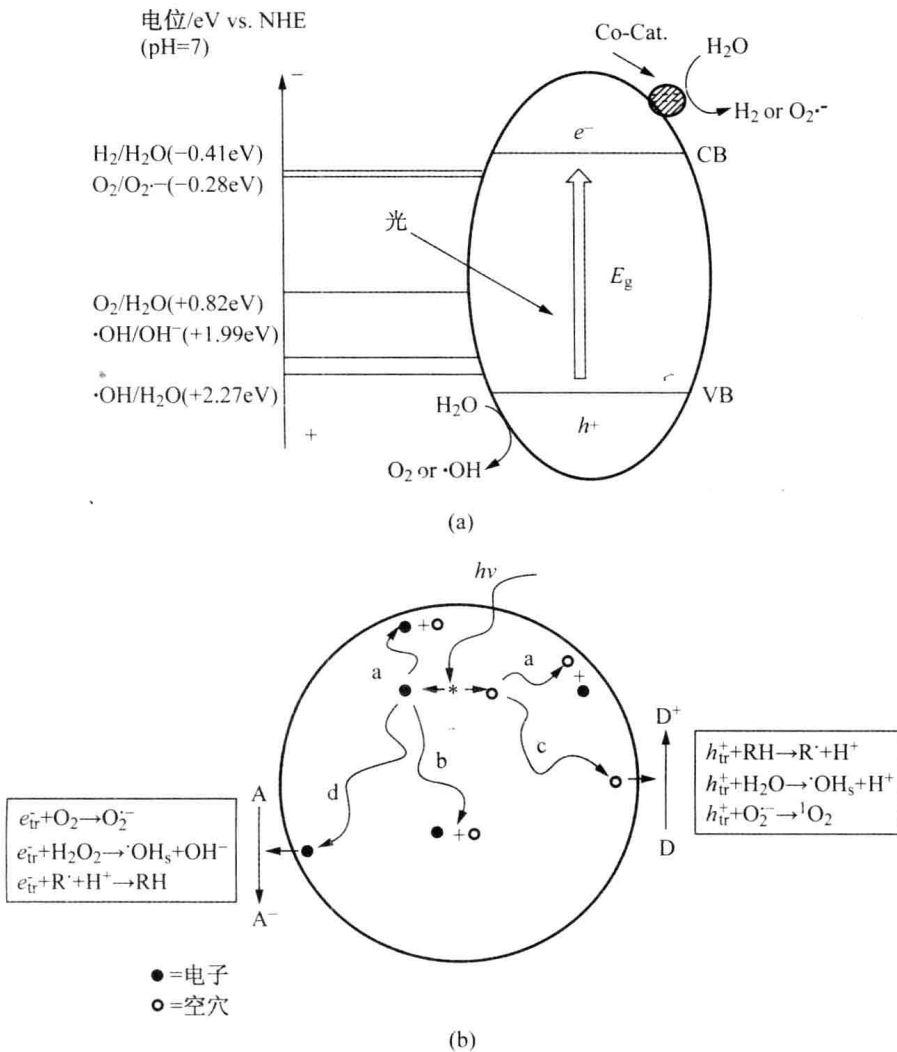 电位/eV vs. NHE
(pH=7)
−
Co-Cat.
H₂O
H₂ or O₂·⁻
e⁻
CB
H₂/H₂O(−0.41eV)
O₂/O₂·−(−0.28eV)
光
E_g
O₂/H₂O(+0.82eV)
·OH/OH⁻(+1.99eV)
·OH/H₂O(+2.27eV)
VB
H₂O
h⁺
+
O₂ or ·OH
(a)
hν
+
a
a
+
*
D⁺
c
b
d
h⁺tr+RH→R˙+H⁺
h⁺tr+H₂O→˙OHₛ+H⁺
h⁺tr+O₂˙⁻→¹O₂
A
D
e⁻tr+O₂→O₂˙⁻
e⁻tr+H₂O₂→˙OHₛ+OH⁻
e⁻tr+R˙+H⁺→RH
+
A⁻
●=电子
○=空穴
(b)